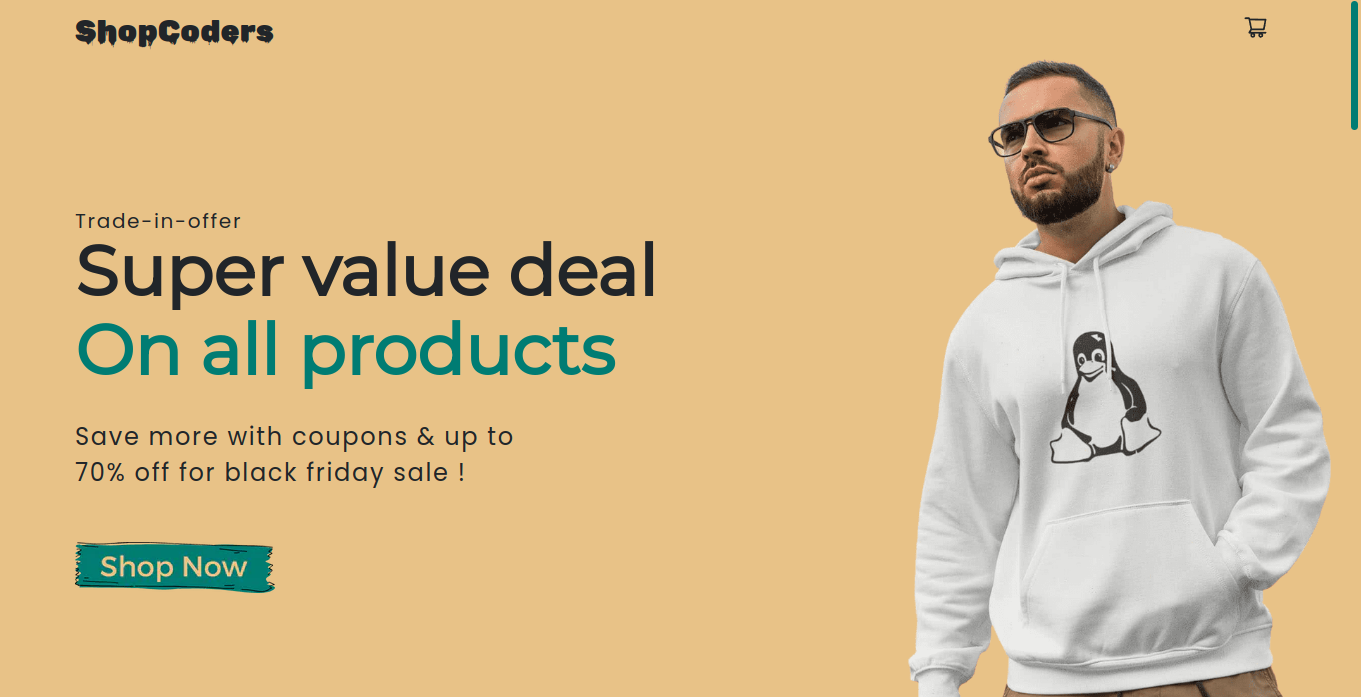 ShopCoders
Trade-in-offer
Super value deal
On all products
Save more with coupons & up to
70% off for black friday sale !
Shop Now